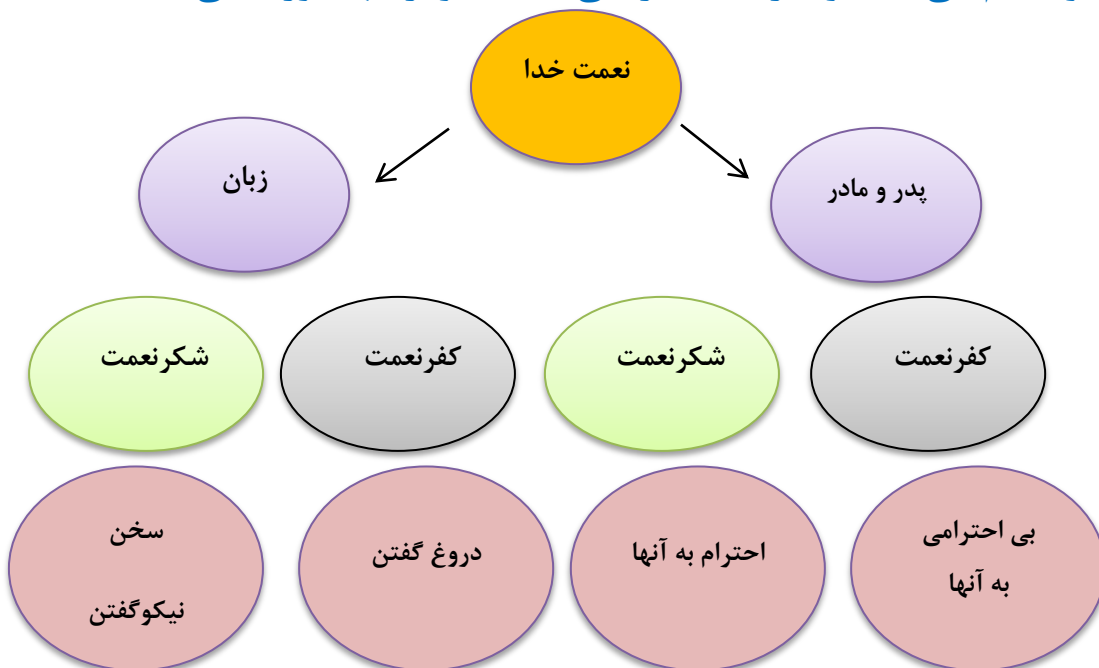 نعمت خدا
پدر و مادر
زبان
کفرنعمت
شکرنعمت
کفرنعمت
شکرنعمت
بی احترامی
به آنها
احترام به آنها
دروغ گفتن
سخن
نیکوگفتن